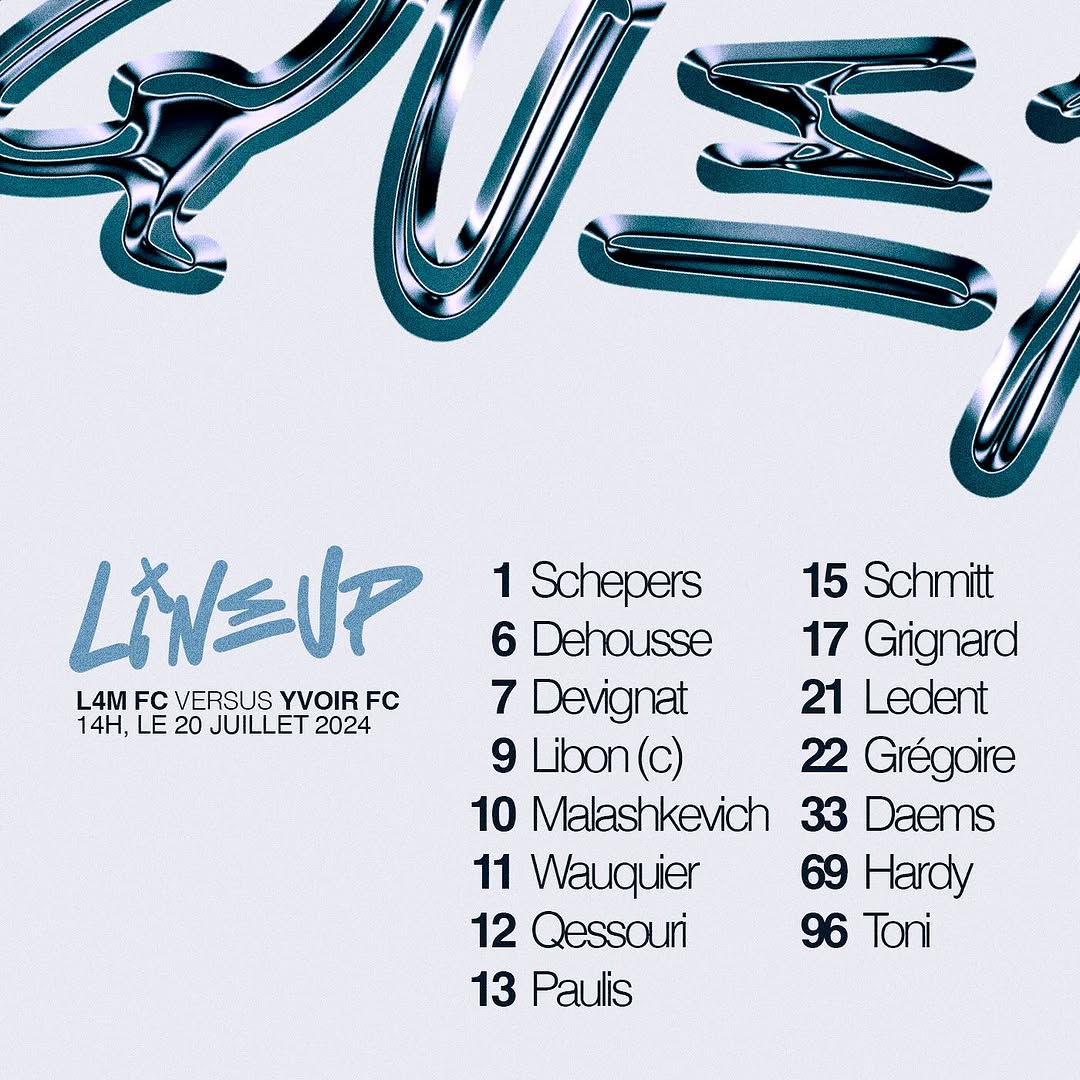 LiNEUP
L4M FC VERSUS YVOIR FC
14H, LE 20 JUILLET 2024
1 Schepers
6 Dehousse
7 Devignat
9 Libon (c)
10 Malashkevich
11 Wauquier
12 Qessouri
13 Paulis
15 Schmitt
17 Grignard
21 Ledent
22 Grégoire
33 Daems
69 Hardy
96 Toni